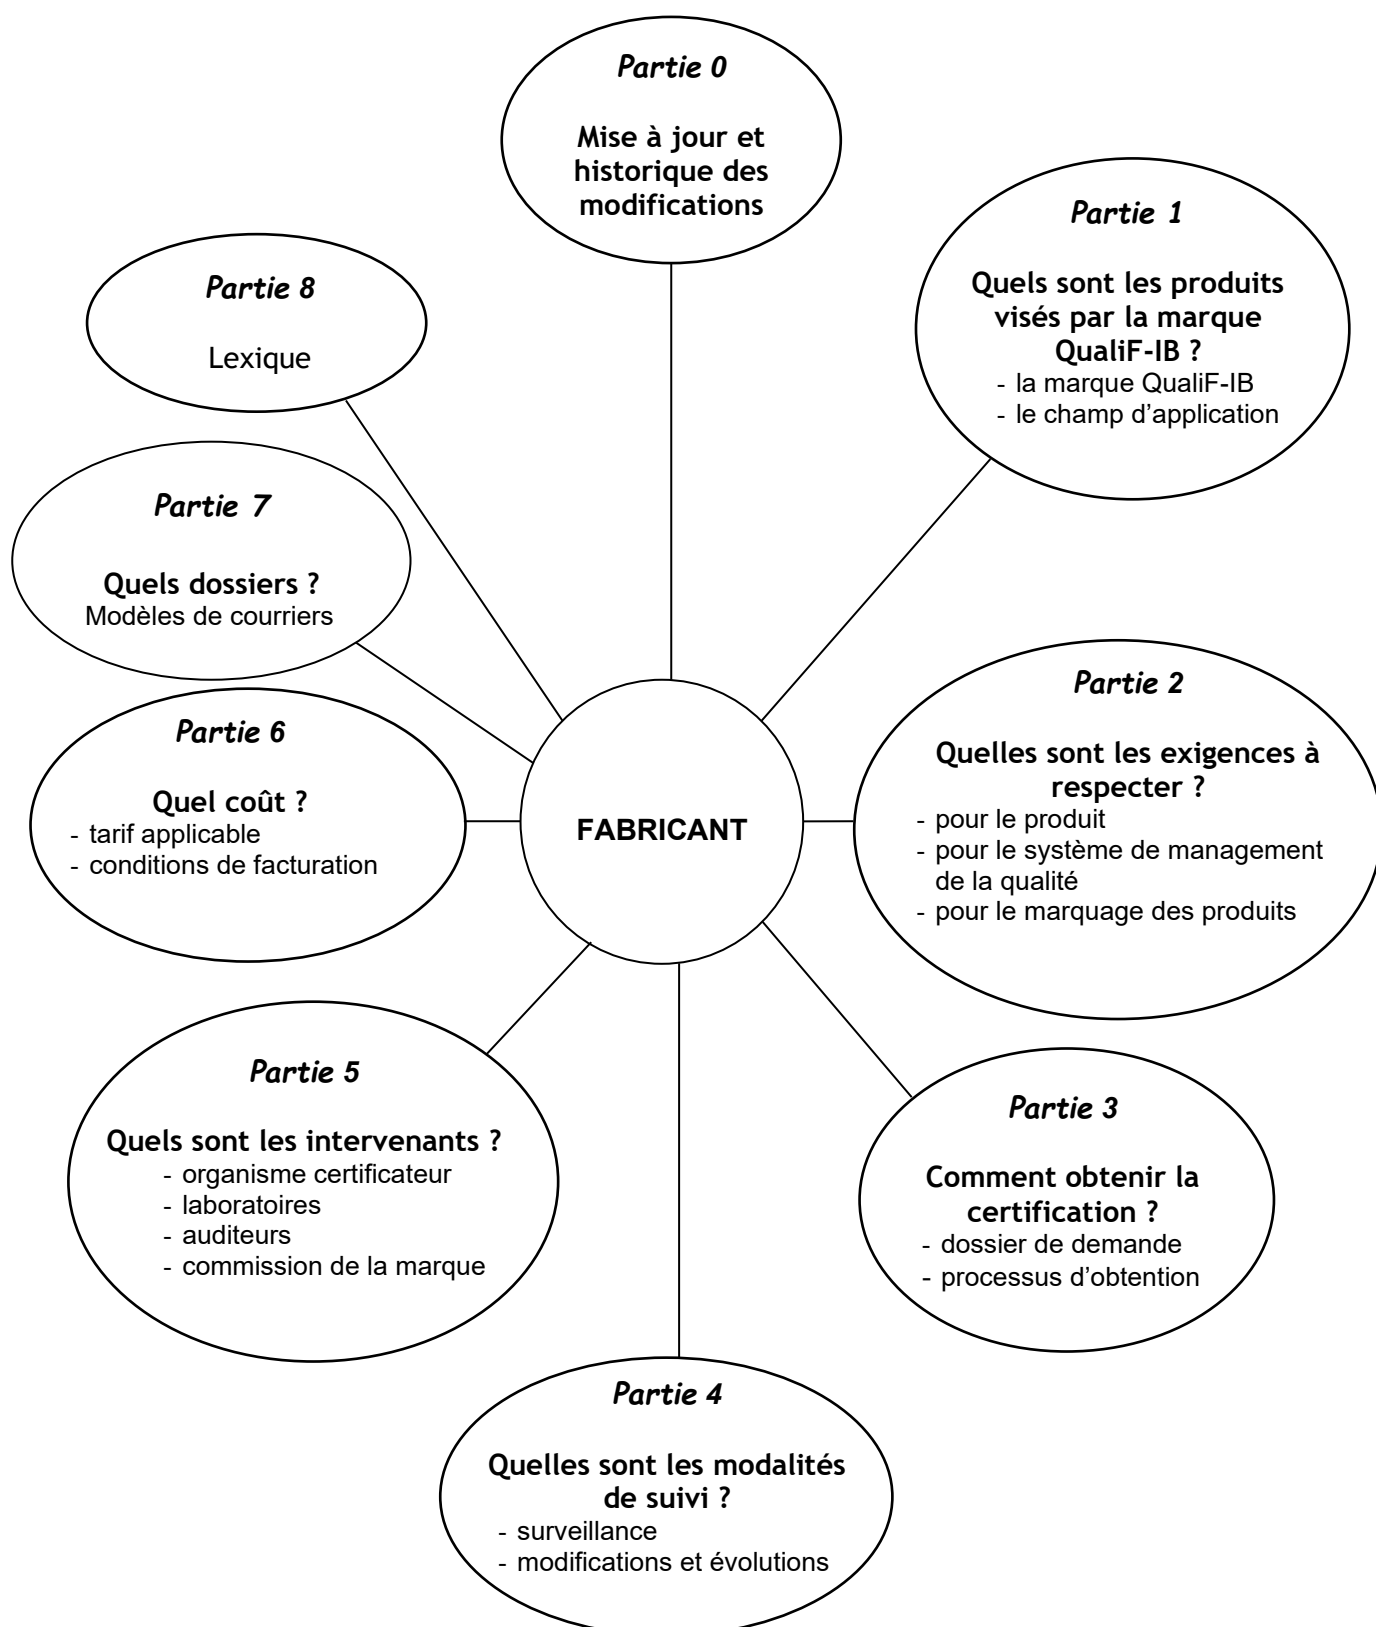 Partie 0
Mise à jour et
historique des
modifications
Partie 1
Quels sont les produits
visés par la marque
QualiF-IB ?
- la marque QualiF-IB
- le champ d’application
Partie 8
Lexique
Partie 7
Quels dossiers ?
Modèles de courriers
Partie 2
Quelles sont les exigences à
respecter ?
- pour le produit
- pour le système de management
de la qualité
- pour le marquage des produits
Partie 6
Quel coût ?
- tarif applicable
- conditions de facturation
FABRICANT
Partie 5
Quels sont les intervenants ?
- organisme certificateur
- laboratoires
- auditeurs
- commission de la marque
Partie 3
Comment obtenir la
certification ?
- dossier de demande
- processus d’obtention
Partie 4
Quelles sont les modalités
de suivi ?
- surveillance
- modifications et évolutions